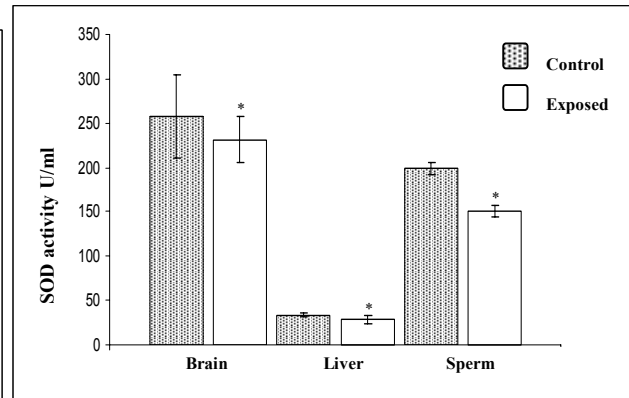 SOD activity U/ml
350
300
250
200
150
100
50
0
Control
Exposed
*
*
*
Brain Liver Sperm